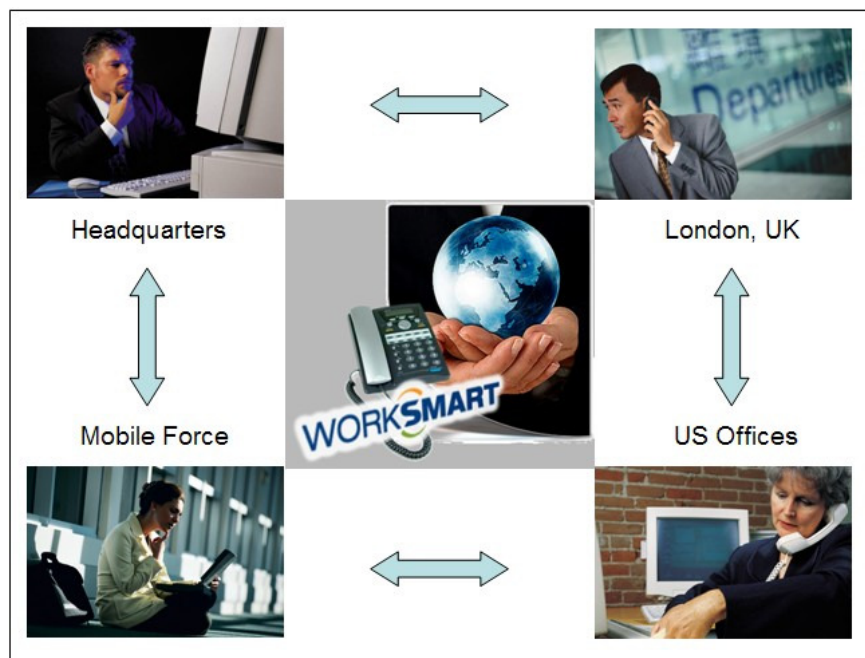 Departures
Headquarters
London, UK
WORKSMART
Mobile Force
US Offices